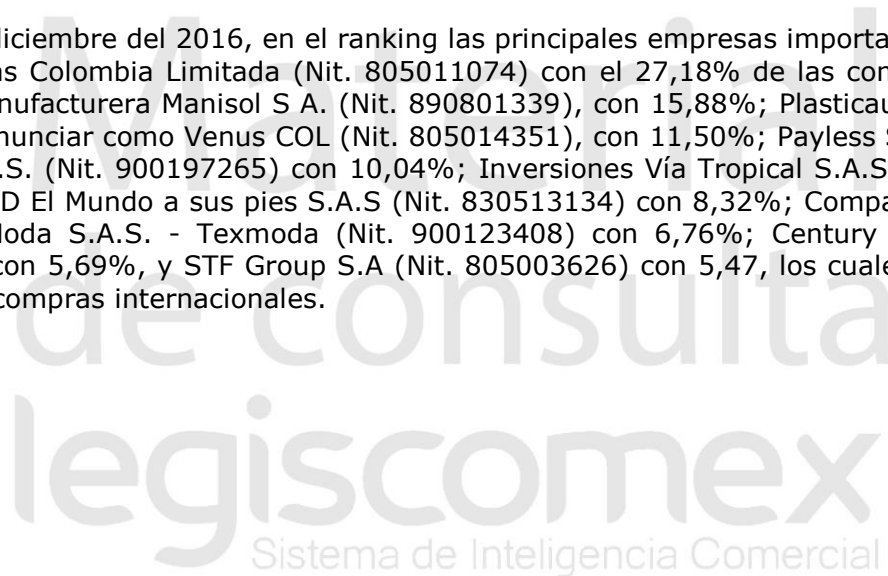 diciembre del 2016, en el ranking las principales empresas importa
as Colombia Limitada (Nit. 805011074) con el 27,18% de las con
nufacturera Manisol S A. (Nit. 890801339), con 15,88%; Plasticau
nunciar como Venus COL (Nit. 805014351), con 11,50%; Payless S
.S. (Nit. 900197265) con 10,04%; Inversiones Vía Tropical S.A.S
D El Mundo a sus pies S.A.S (Nit. 830513134) con 8,32%; Compa
Moda S.A.S. - Texmoda (Nit. 900123408) con 6,76%; Century
con 5,69%, y STF Group S.A (Nit. 805003626) con 5,47, los cuale
compras internacionales.
Material
de consulta
legiscomex
Sistema de Inteligencia Comercial